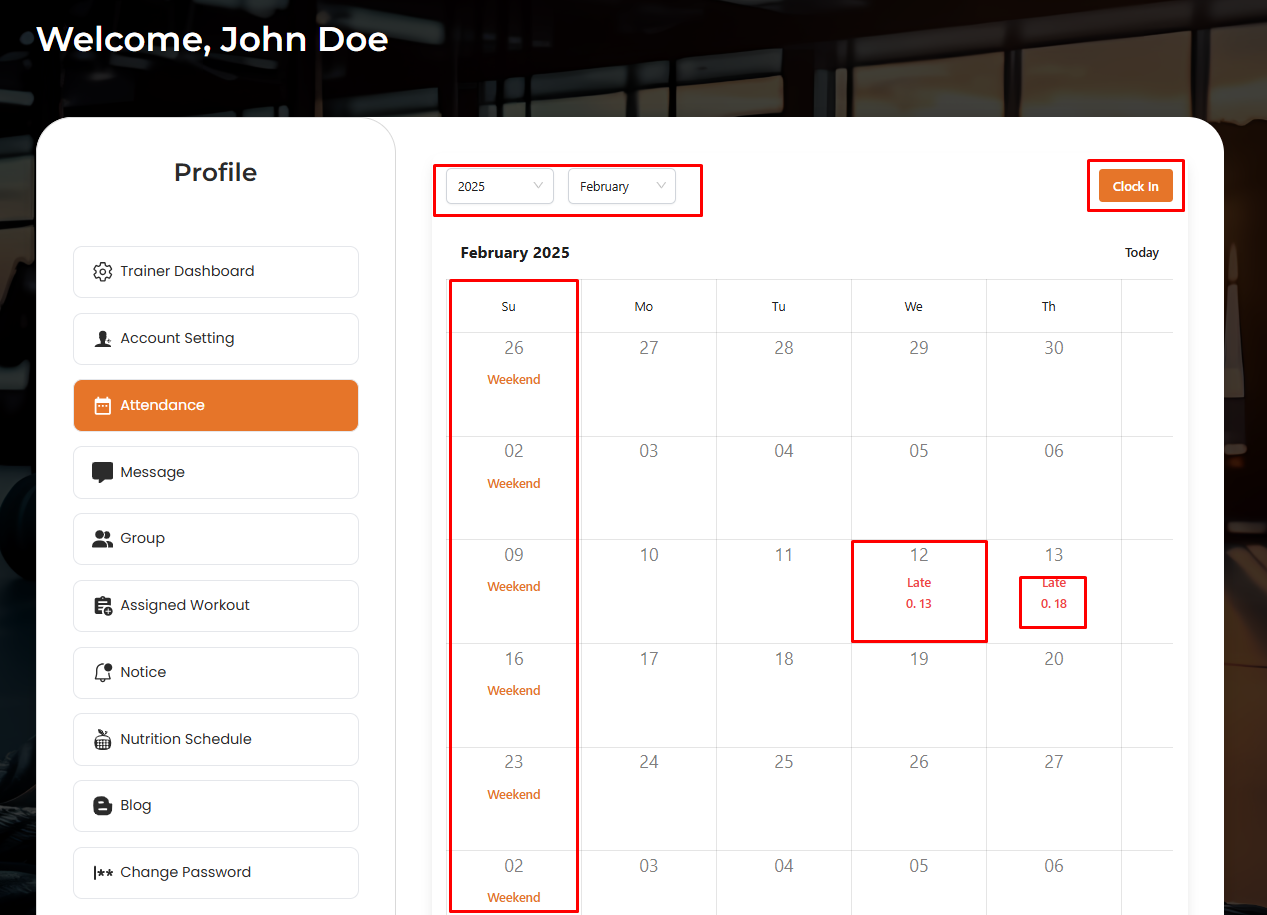 Welcome, John Doe
Profile
Trainer Dashboard
Account Setting
Attendance
Message
Group
Assigned Workout
Notice
Nutrition Schedule
Blog
|** Change Password
2025 February Clock In
February 2025 Today
Su Mo Tu We Th
26 27 28 29 30
Weekend
02 03 04 05 06
Weekend
09 10 11 12 13
Weekend Late Late
0. 13 0. 18
16 17 18 19 20
Weekend
23 24 25 26 27
Weekend
02 03 04 05 06
Weekend